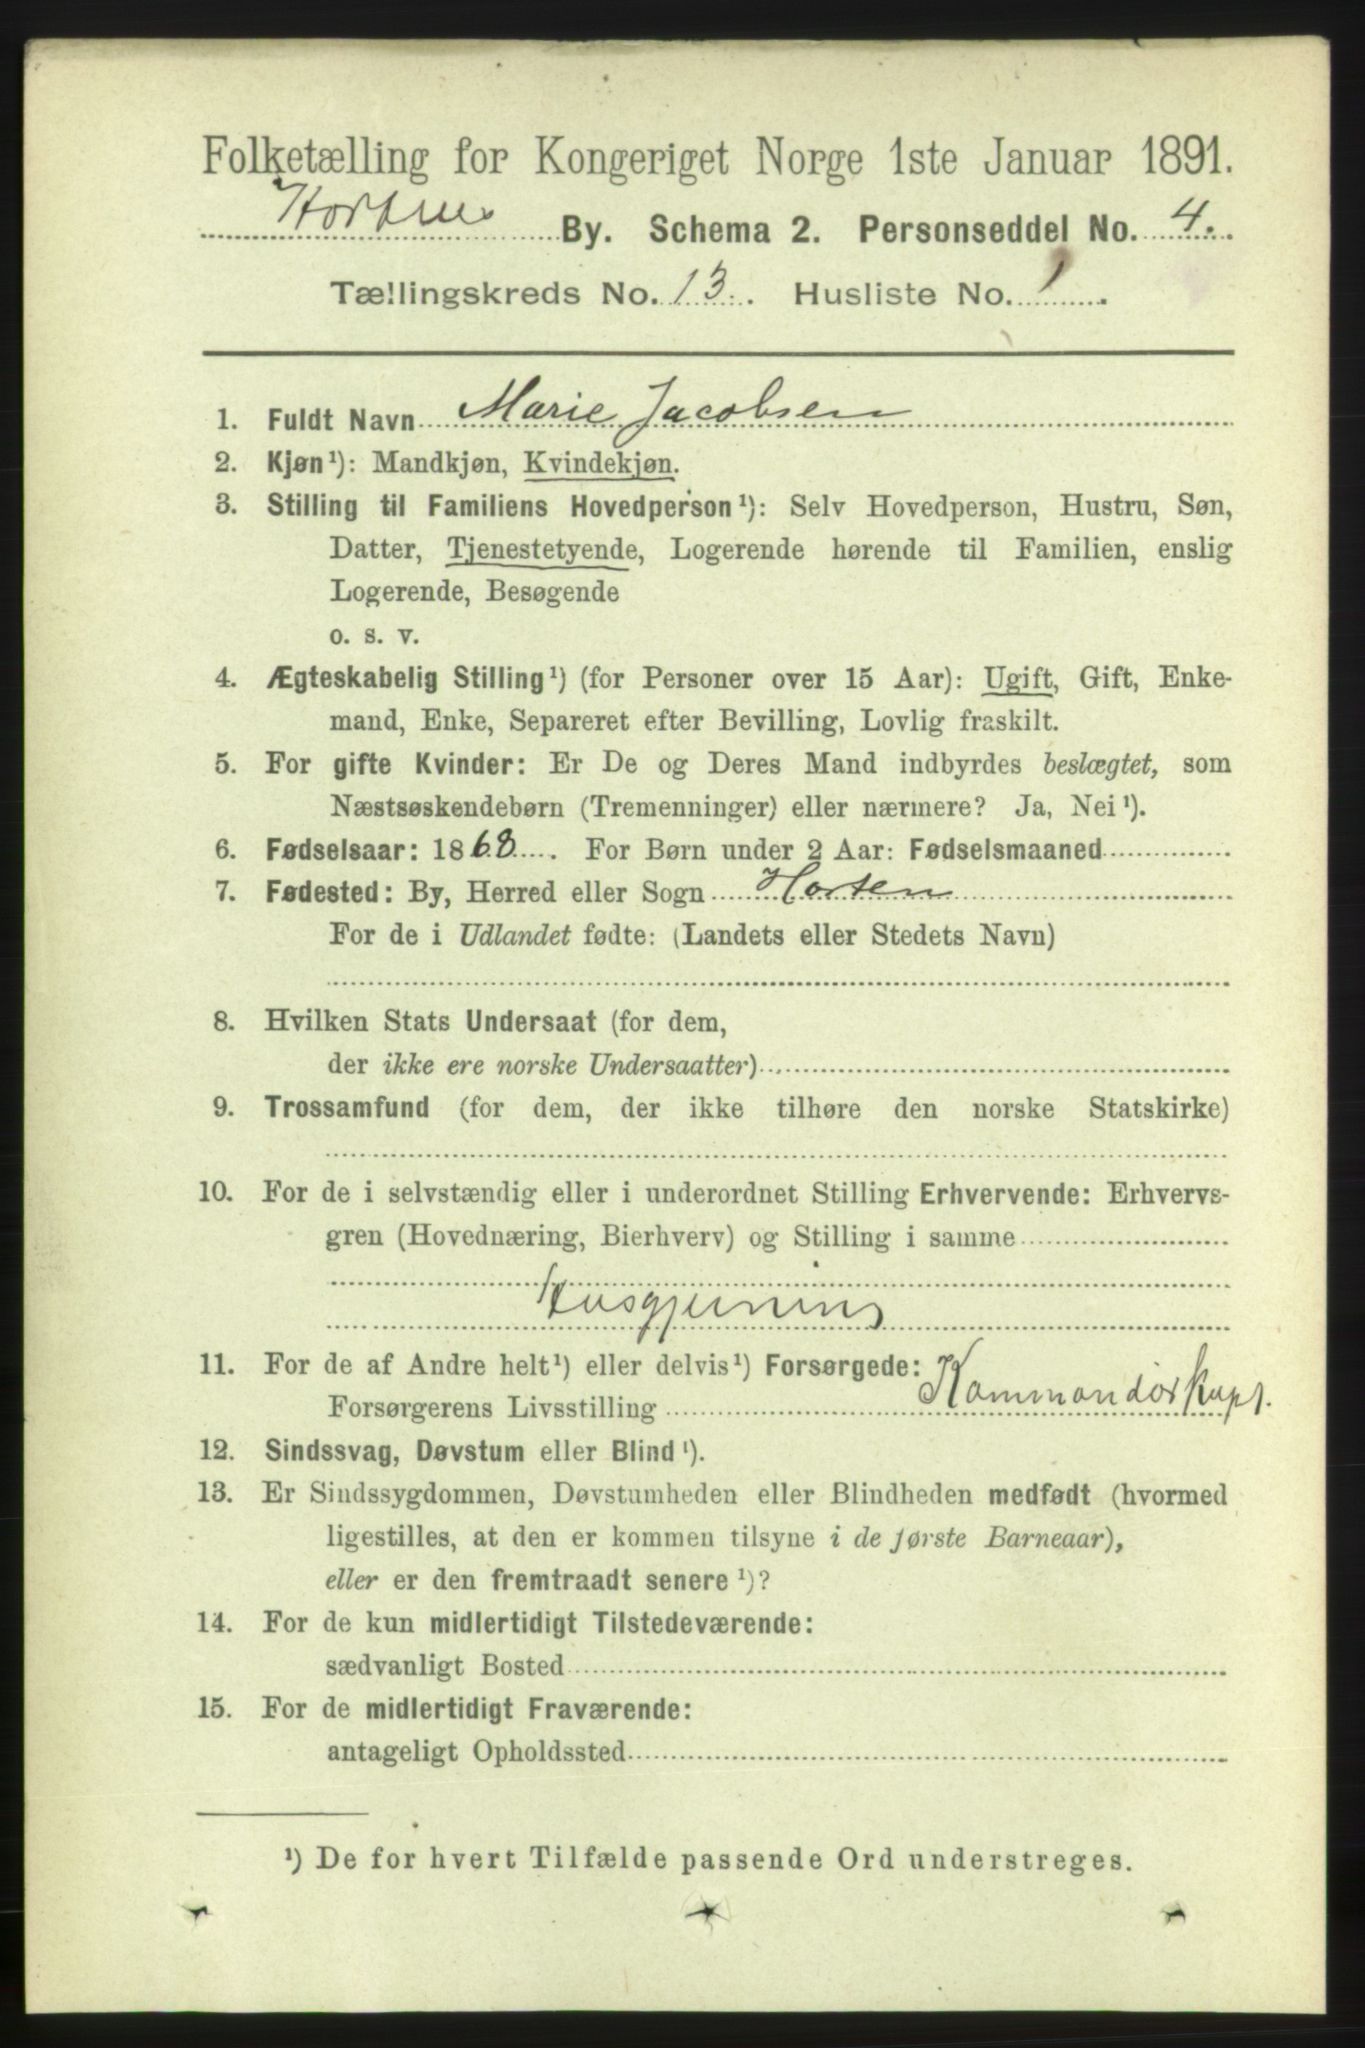 Folketælling for Kongeriget Norge 1ste Januar 1891.
Horten By. Schema 2. Personseddel No. 4.
Tællingskreds No. 13. Husliste No. 1.
1. Fuldt Navn Marie Jacobsen
2. Kjøn¹): Mandkjøn, Kvindekjøn.
3. Stilling til Familiens Hovedperson¹): Selv Hovedperson, Hustru, Søn,
Datter, Tjenestetyende, Logerende hørende til Familien, enslig
Logerende, Besøgende
o. s. v.
4. Ægteskabelig Stilling¹) (for Personer over 15 Aar): Ugift, Gift, Enke-
mand, Enke, Separeret efter Bevilling, Lovlig fraskilt.
5. For gifte Kvinder: Er De og Deres Mand indbyrdes beslægtet, som
Næstsøskendebørn (Tremenninger) eller nærmere? Ja, Nei¹).
6. Fødselsaar: 1868. For Børn under 2 Aar: Fødselsmaaned
7. Fødested: By, Herred eller Sogn Horten
For de i Udlandet fødte: (Landets eller Stedets Navn)
8. Hvilken Stats Undersaat (for dem,
der ikke ere norske Undersaatter)
9. Trossamfund (for dem, der ikke tilhøre den norske Statskirke)
10. For de i selvstændig eller i underordnet Stilling Erhvervende: Erhvervs-
gren (Hovednæring, Bierhverv) og Stilling i samme
Husgjerning
11. For de af Andre helt¹) eller delvis¹) Forsørgede:
Forsørgerens Livsstilling Kommandörkapt.
12. Sindssvag, Døvstum eller Blind¹).
13. Er Sindssygdommen, Døvstumheden eller Blindheden medfødt (hvormed
ligestilles, at den er kommen tilsyne i de første Barneaar),
eller er den fremtraadt senere¹)?
14. For de kun midlertidigt Tilstedeværende:
sædvanligt Bosted
15. For de midlertidigt Fraværende:
antageligt Opholdssted
¹) De for hvert Tilfælde passende Ord understreges.